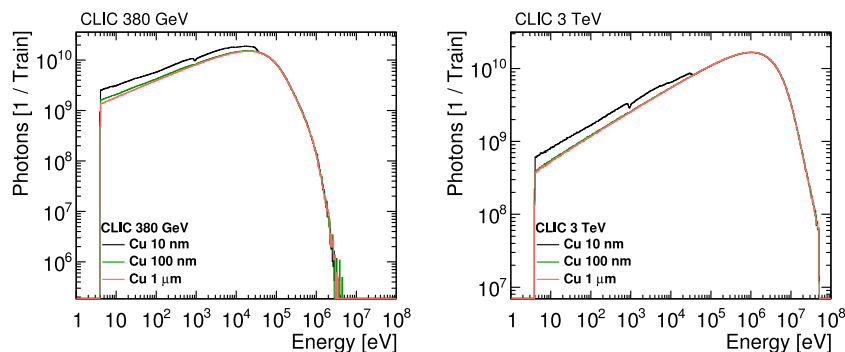 CLIC 380 GeV
Photons [1 / Train]
10^10
10^9
10^8
10^7
10^6
CLIC 380 GeV
Cu 10 nm
Cu 100 nm
Cu 1 μm
1 10 10^2 10^3 10^4 10^5 10^6 10^7 10^8
Energy [eV]
CLIC 3 TeV
Photons [1 / Train]
10^10
10^9
10^8
10^7
CLIC 3 TeV
Cu 10 nm
Cu 100 nm
Cu 1 μm
1 10 10^2 10^3 10^4 10^5 10^6 10^7 10^8
Energy [eV]